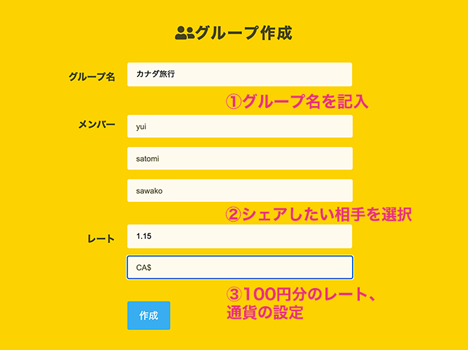 グループ作成
グループ名
カナダ旅行
①グループ名を記入
メンバー
yui
satomi
sawako
②シェアしたい相手を選択
レート
1.15
CA$
③100円分のレート、
通貨の設定
作成